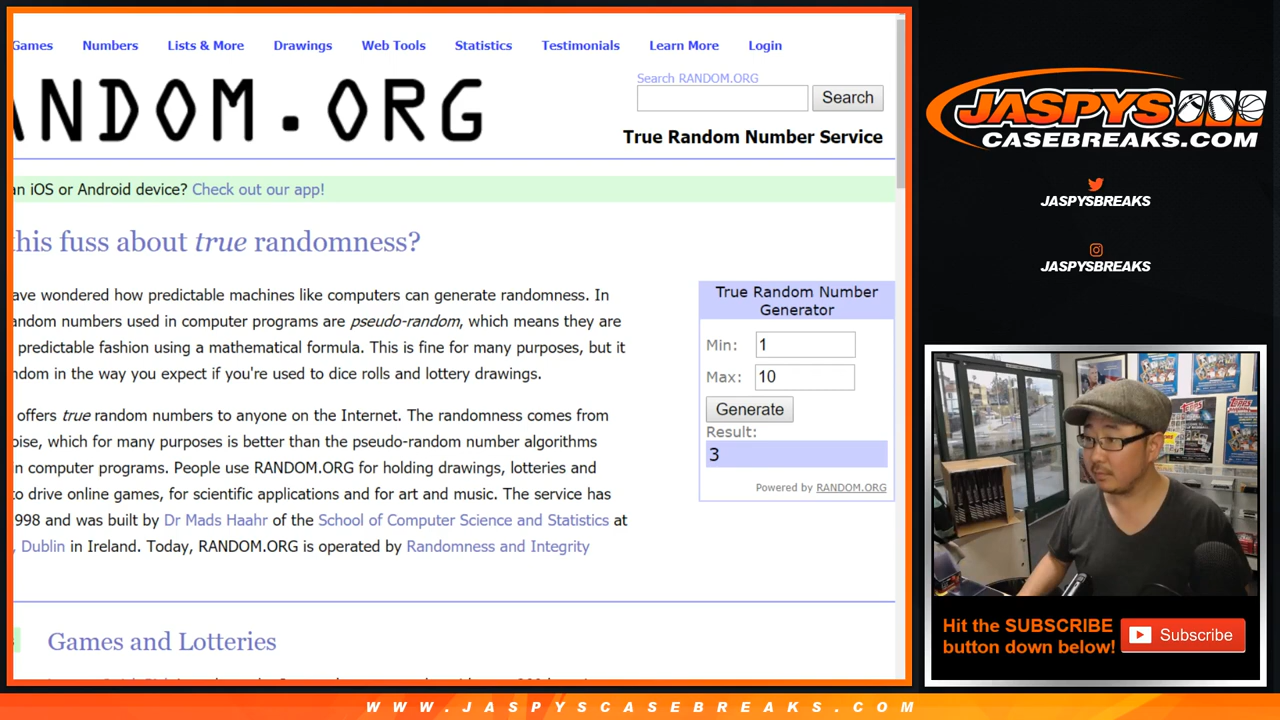 Games Numbers Lists & More Drawings Web Tools Statistics Testimonials Learn More Login
ANDOM.ORG
Search RANDOM.ORG
Search
True Random Number Service
an iOS or Android device? Check out our app!
this fuss about true randomness?
ave wondered how predictable machines like computers can generate randomness. In
andom numbers used in computer programs are pseudo-random, which means they are
predictable fashion using a mathematical formula. This is fine for many purposes, but it
ndom in the way you expect if you're used to dice rolls and lottery drawings.
offers true random numbers to anyone on the Internet. The randomness comes from
oise, which for many purposes is better than the pseudo-random number algorithms
n computer programs. People use RANDOM.ORG for holding drawings, lotteries and
to drive online games, for scientific applications and for art and music. The service has
998 and was built by Dr Mads Haahr of the School of Computer Science and Statistics at
, Dublin in Ireland. Today, RANDOM.ORG is operated by Randomness and Integrity
True Random Number
Generator
Min: 1
Max: 10
Generate
Result:
3
Powered by RANDOM.ORG
Games and Lotteries
JASPYS
CASEBREAKS.COM
JASPYSBREAKS
JASPYSBREAKS
TOPPS
Topps
Hit the SUBSCRIBE
button down below!
Subscribe
WWW.JASPYSCASEBREAKS.COM